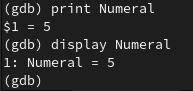 (gdb) print Numeral
$1 = 5
(gdb) display Numeral
1: Numeral = 5
(gdb)